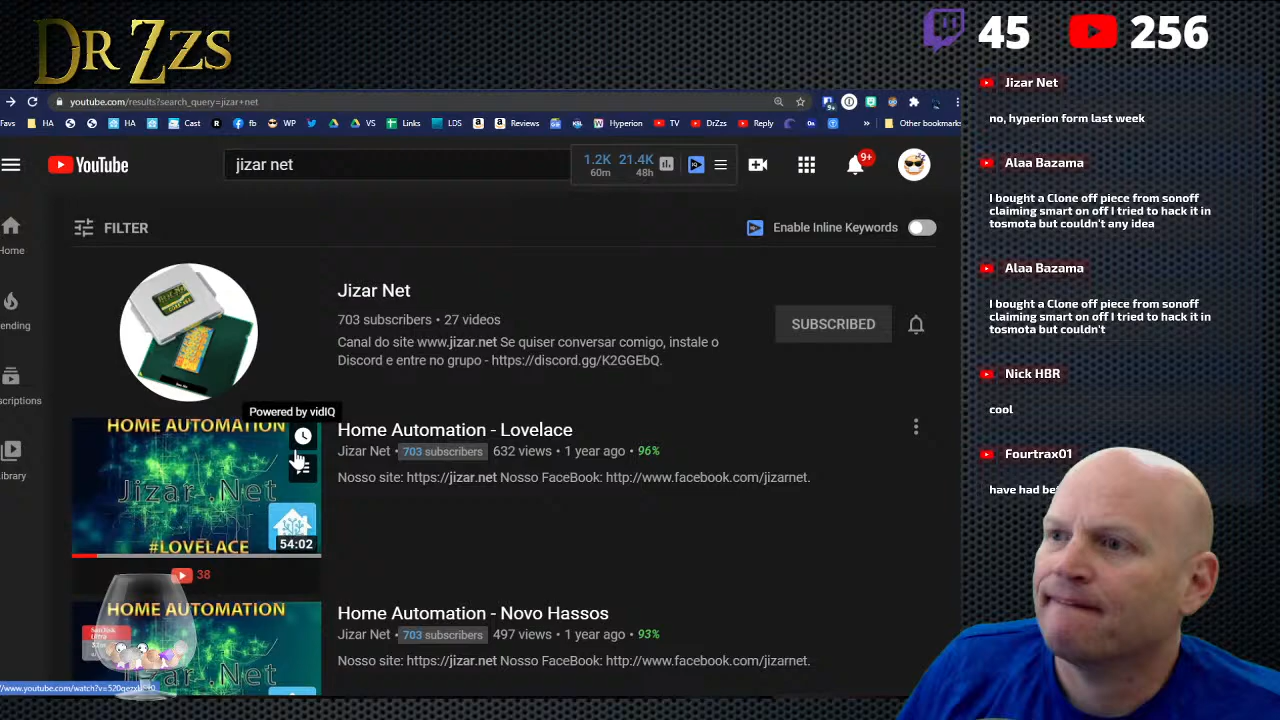 DR ZZS
45
256
youtube.com/results?search_query=jizar+net
9+
Favs HA HA Cast R fb WP VS Links LDS Reviews Hyperion TV DrZzs Reply Other bookmarks
YouTube
jizar net
1.2K 21.4K
60m 48h
9+
FILTER
Enable Inline Keywords
Home
ending
scriptions
ibrary
Jizar Net
703 subscribers • 27 videos
SUBSCRIBED
Canal do site www.jizar.net Se quiser conversar comigo, instale o
Discord e entre no grupo - https://discord.gg/K2GGEbQ.
Powered by vidIQ
HOME AUTOMATION
Jizar .Net
#LOVELACE
54:02
38
Home Automation - Lovelace
Jizar Net • 703 subscribers 632 views • 1 year ago • 96%
Nosso site: https://jizar.net Nosso FaceBook: http://www.facebook.com/jizarnet.
HOME AUTOMATION
Jizar .Net
Home Automation - Novo Hassos
Jizar Net • 703 subscribers 497 views • 1 year ago • 93%
Nosso site: https://jizar.net Nosso FaceBook: http://www.facebook.com/jizarnet.
Jizar Net
no, hyperion form last week
Alaa Bazama
I bought a Clone off piece from sonoff
claiming smart on off I tried to hack it in
tosmota but couldn't any idea
Alaa Bazama
I bought a Clone off piece from sonoff
claiming smart on off I tried to hack it in
tosmota but couldn't
Nick HBR
cool
Fourtrax01
have had be